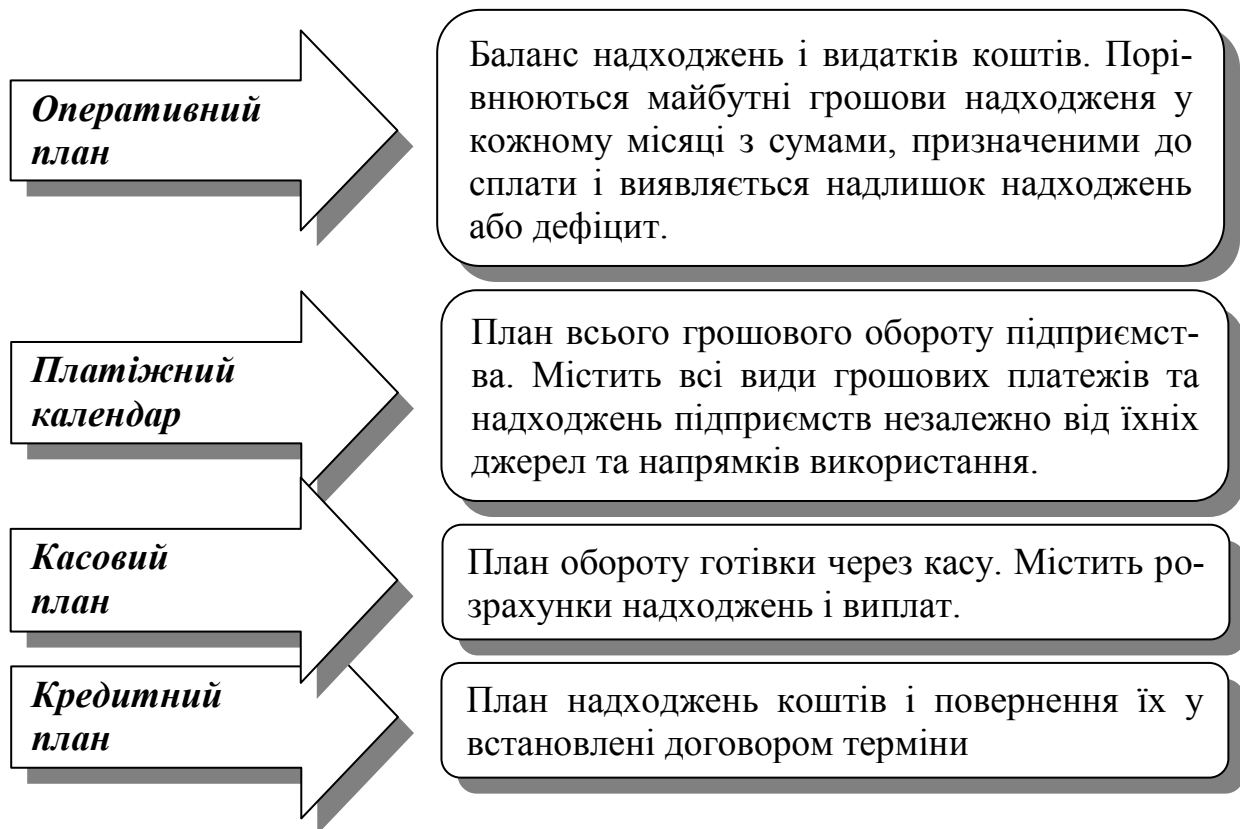 Оперативний
план
Баланс надходжень і видатків коштів. Порі-
внюються майбутні грошови надходженя у
кожному місяці з сумами, призначеними до
сплати і виявляється надлишок надходжень
або дефіцит.
Платіжний
календар
План всього грошового обороту підприємст-
ва. Містить всі види грошових платежів та
надходжень підприємств незалежно від їхніх
джерел та напрямків використання.
Касовий
план
План обороту готівки через касу. Містить ро-
зрахунки надходжень і виплат.
Кредитний
план
План надходжень коштів і повернення їх у
встановлені договором терміни